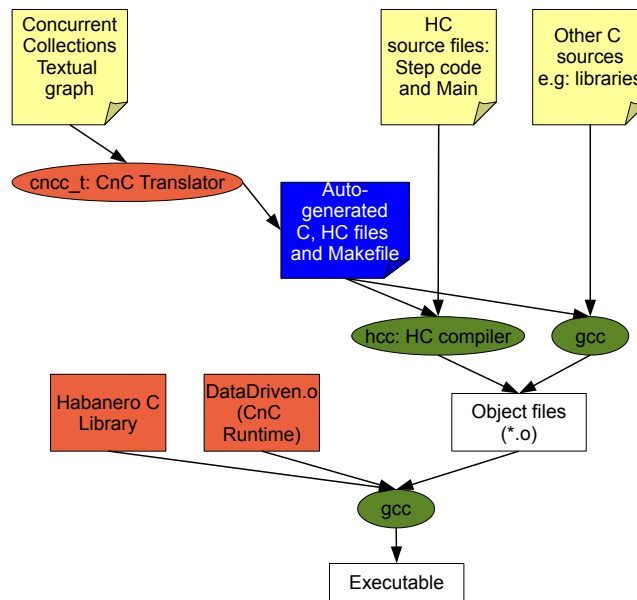 Concurrent
Collections
Textual
graph
HC
source files:
Step code
and Main
Other C
sources
e.g: libraries
cncc_t: CnC Translator
Auto-
generated
C, HC files
and Makefile
hcc: HC compiler
gcc
Habanero C
Library
DataDriven.o
(CnC
Runtime)
Object files
(*.o)
gcc
Executable